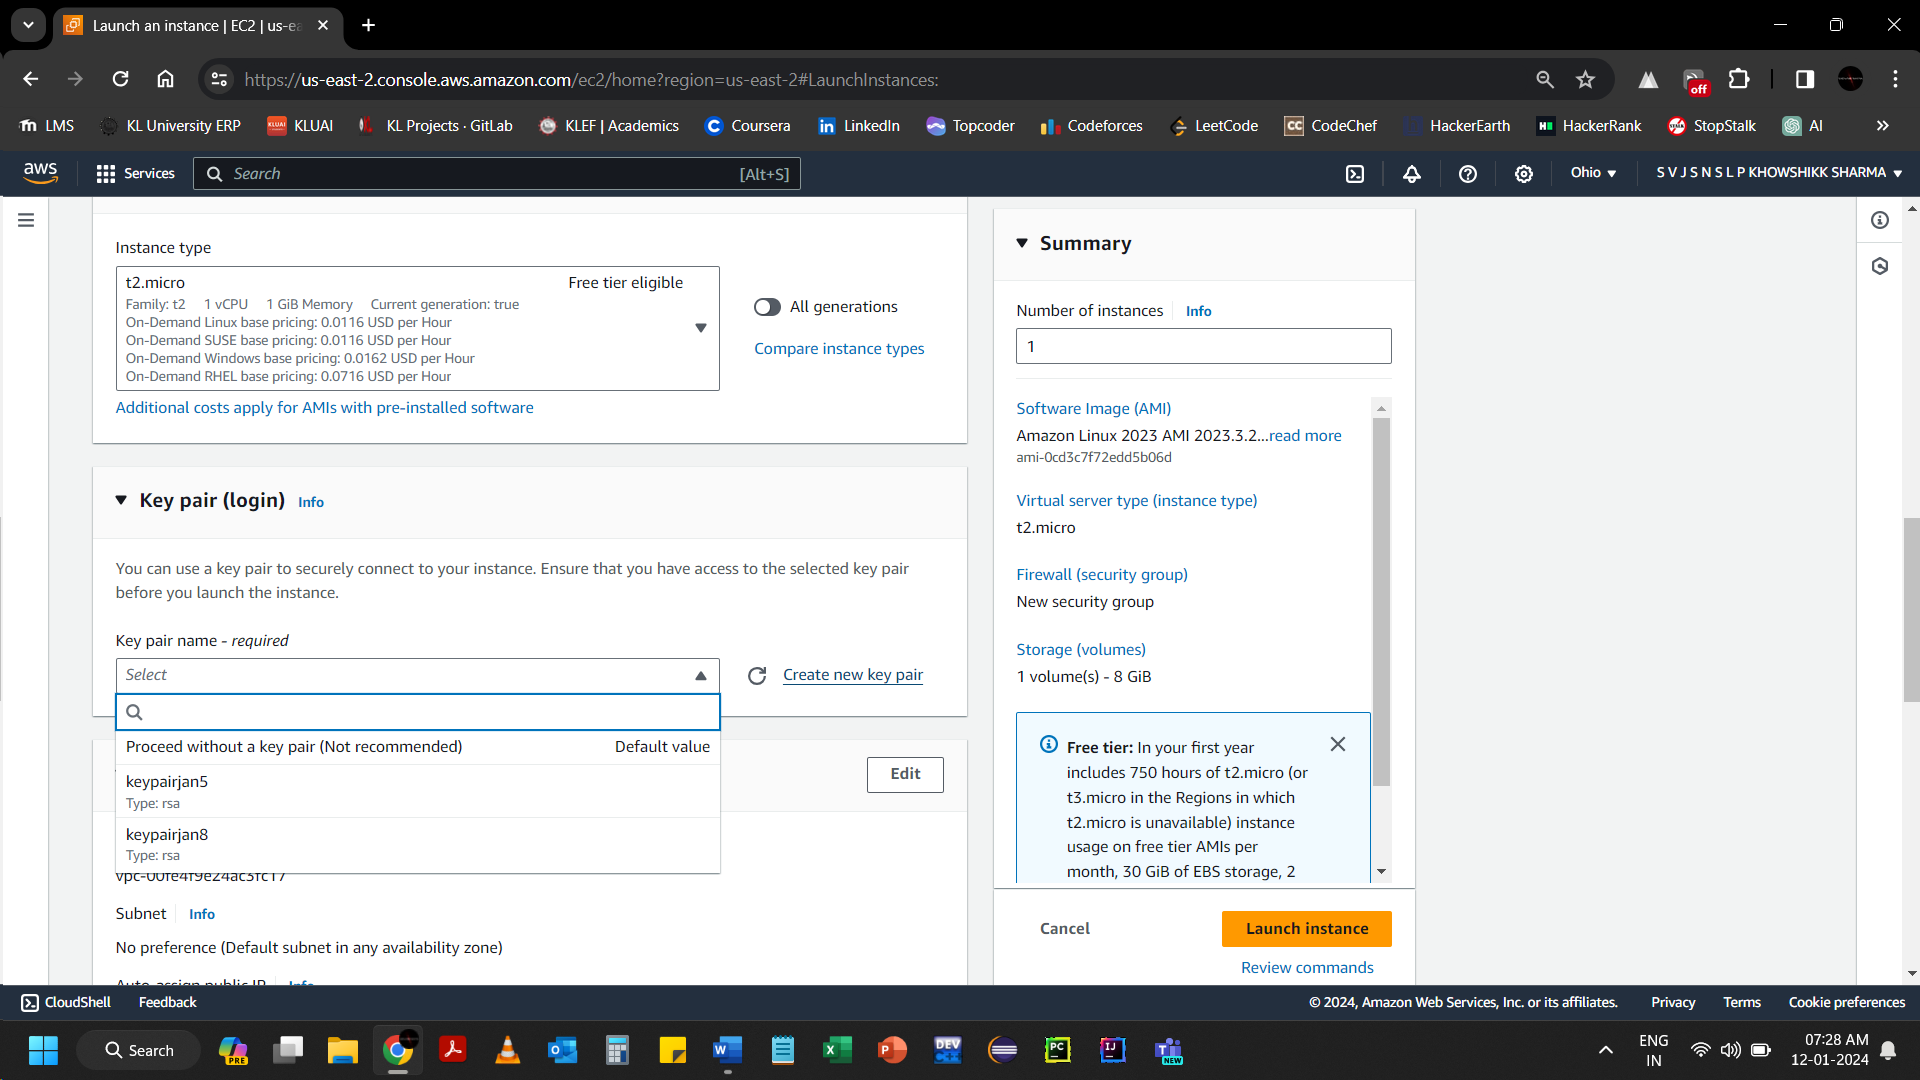 Launch an instance | EC2 | us-ea
https://us-east-2.console.aws.amazon.com/ec2/home?region=us-east-2#LaunchInstances:
off
LMS
KL University ERP
KLUAI
KL Projects · GitLab
KLEF | Academics
Coursera
LinkedIn
Topcoder
Codeforces
LeetCode
CodeChef
HackerEarth
HackerRank
StopStalk
AI
aws
Services
Search
[Alt+S]
Ohio
S V J S N S L P KHOWSHIKK SHARMA
Instance type
t2.micro
Free tier eligible
Family: t2 1 vCPU 1 GiB Memory Current generation: true
On-Demand Linux base pricing: 0.0116 USD per Hour
On-Demand SUSE base pricing: 0.0116 USD per Hour
On-Demand Windows base pricing: 0.0162 USD per Hour
On-Demand RHEL base pricing: 0.0716 USD per Hour
All generations
Compare instance types
Additional costs apply for AMIs with pre-installed software
Key pair (login) Info
You can use a key pair to securely connect to your instance. Ensure that you have access to the selected key pair
before you launch the instance.
Key pair name - required
Select
Create new key pair
Proceed without a key pair (Not recommended)
Default value
keypairjan5
Type: rsa
keypairjan8
Type: rsa
Edit
vpc-00fe4f9e24ac3fc17
Subnet Info
No preference (Default subnet in any availability zone)
Auto-assign public IP Info
Summary
Number of instances Info
1
Software Image (AMI)
Amazon Linux 2023 AMI 2023.3.2...read more
ami-0cd3c7f72edd5b06d
Virtual server type (instance type)
t2.micro
Firewall (security group)
New security group
Storage (volumes)
1 volume(s) - 8 GiB
Free tier: In your first year
includes 750 hours of t2.micro (or
t3.micro in the Regions in which
t2.micro is unavailable) instance
usage on free tier AMIs per
month, 30 GiB of EBS storage, 2
Cancel
Launch instance
Review commands
CloudShell
Feedback
© 2024, Amazon Web Services, Inc. or its affiliates.
Privacy
Terms
Cookie preferences
Search
PRE
DEV
PC
IJ
NEW
ENG
IN
07:28 AM
12-01-2024